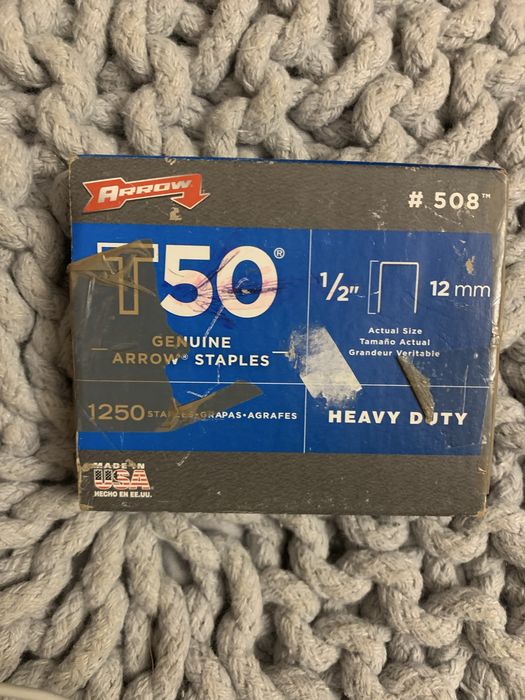 ARROW
# 508™
T50®
GENUINE
ARROW® STAPLES
1/2" 12 mm
Actual Size
Tamaño Actual
Grandeur Veritable
1250 STAPLES•GRAPAS•AGRAFES
HEAVY DUTY
MADE IN
USA
HECHO EN EE.UU.